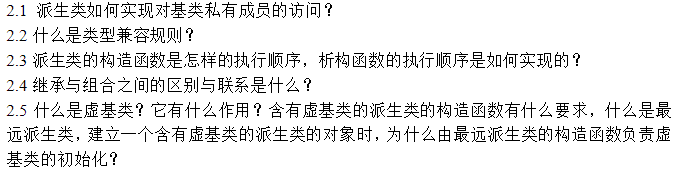 2.1 派生类如何实现对基类私有成员的访问？
2.2 什么是类型兼容规则？
2.3 派生类的构造函数是怎样的执行顺序，析构函数的执行顺序是如何实现的？
2.4 继承与组合之间的区别与联系是什么？
2.5 什么是虚基类？它有什么作用？含有虚基类的派生类的构造函数有什么要求，什么是最
远派生类，建立一个含有虚基类的派生类的对象时，为什么由最远派生类的构造函数负责虚
基类的初始化？